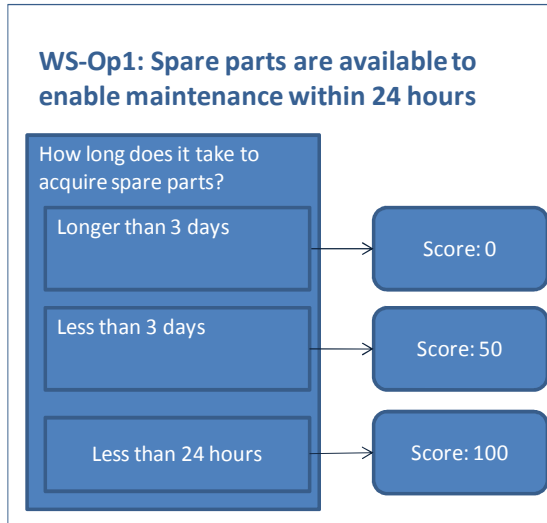 WS-Op1: Spare parts are available to
enable maintenance within 24 hours
How long does it take to
acquire spare parts?
Longer than 3 days
Score: 0
Less than 3 days
Score: 50
Less than 24 hours
Score: 100